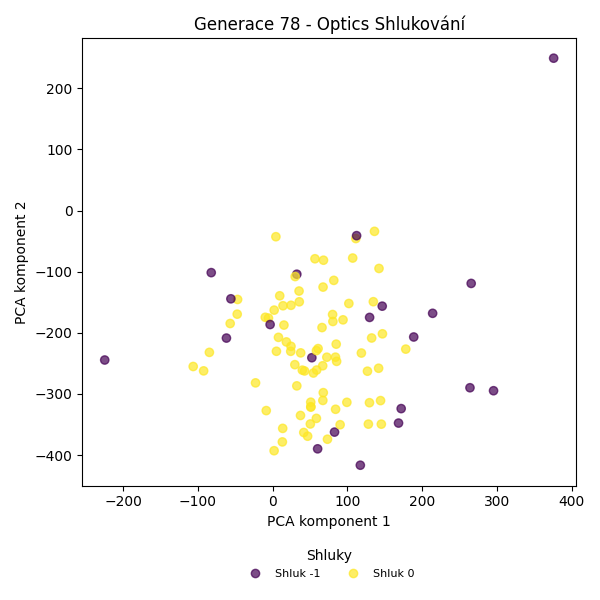 Generace 78 - Optics Shlukování
PCA komponent 2
200
100
0
−100
−200
−300
−400
−200
−100
0
100
200
300
400
PCA komponent 1
Shluky
Shluk -1
Shluk 0